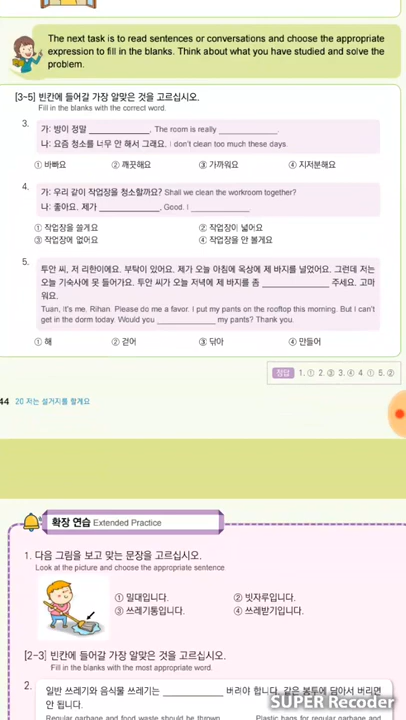 The next task is to read sentences or conversations and choose the appropriate
expression to fill in the blanks. Think about what you have studied and solve the
problem.
[3~5] 빈칸에 들어갈 가장 알맞은 것을 고르십시오.
Fill in the blanks with the correct word.
3.
가: 방이 정말 ____________. The room is really ____________.
나: 요즘 청소를 너무 안 해서 그래요. I don't clean too much these days.
① 바빠요 ② 깨끗해요 ③ 가까워요 ④ 지저분해요
4.
가: 우리 같이 작업장을 청소할까요? Shall we clean the workroom together?
나: 좋아요. 제가 ____________. Good. I ____________
① 작업장을 쓸게요 ② 작업장이 넓어요
③ 작업장에 없어요 ④ 작업장을 안 볼게요
5.
투안 씨, 저 리한이에요. 부탁이 있어요. 제가 오늘 아침에 옥상에 제 바지를 널었어요. 그런데 저는
오늘 기숙사에 못 들어가요. 투안 씨가 오늘 저녁에 제 바지를 좀 ____________ 주세요. 고마
워요.
Tuan, it's me, Rihan. Please do me a favor. I put my pants on the rooftop this morning. But I can't
get in the dorm today. Would you ____________ my pants? Thank you.
① 해 ② 걷어 ③ 닦아 ④ 만들어
정답 1. ① 2. ③ 3. ④ 4 ① 5. ②
44 20 저는 설거지를 할게요
확장 연습 Extended Practice
1. 다음 그림을 보고 맞는 문장을 고르십시오.
Look at the picture and choose the appropriate sentence
① 밀대입니다. ② 빗자루입니다.
③ 쓰레기통입니다. ④ 쓰레받기입니다.
[2~3] 빈칸에 들어갈 가장 알맞은 것을 고르십시오.
Fill in the blanks with the most appropriate word.
2.
일반 쓰레기와 음식물 쓰레기는 ____________ 버려야 합니다. 같은 봉투에 담아서 버리면
안 됩니다.
Regular garbage and food waste should be thrown ____________. Plastic bags for regular garbage and
SUPER Recorder